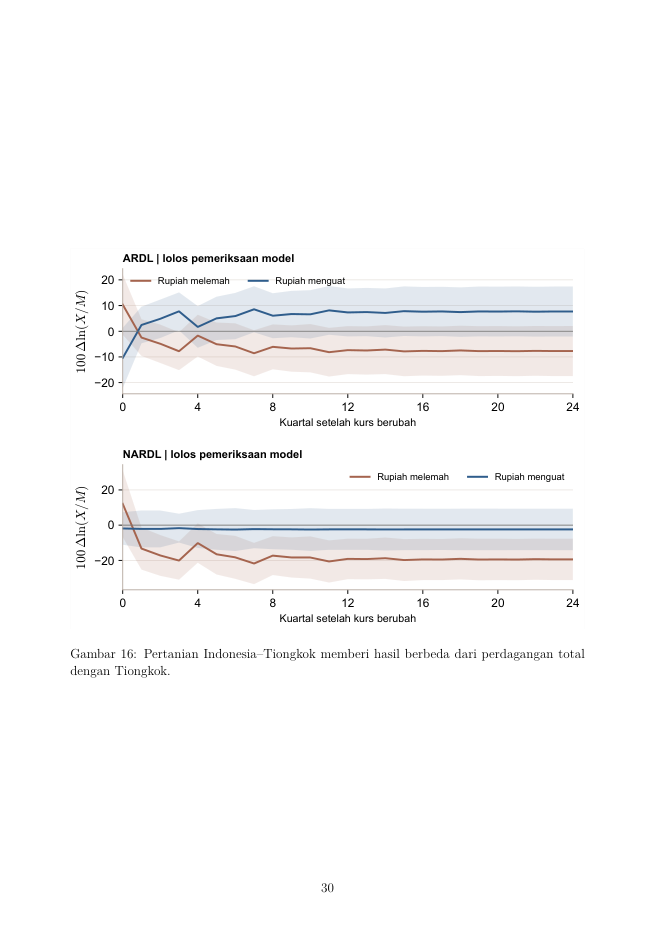 ARDL | lolos pemeriksaan model
Rupiah melemah
Rupiah menguat
100 Δln(X/M)
20
10
0
−10
−20
0 4 8 12 16 20 24
Kuartal setelah kurs berubah
NARDL | lolos pemeriksaan model
Rupiah melemah
Rupiah menguat
100 Δln(X/M)
20
0
−20
0 4 8 12 16 20 24
Kuartal setelah kurs berubah
Gambar 16: Pertanian Indonesia–Tiongkok memberi hasil berbeda dari perdagangan total
dengan Tiongkok.
30